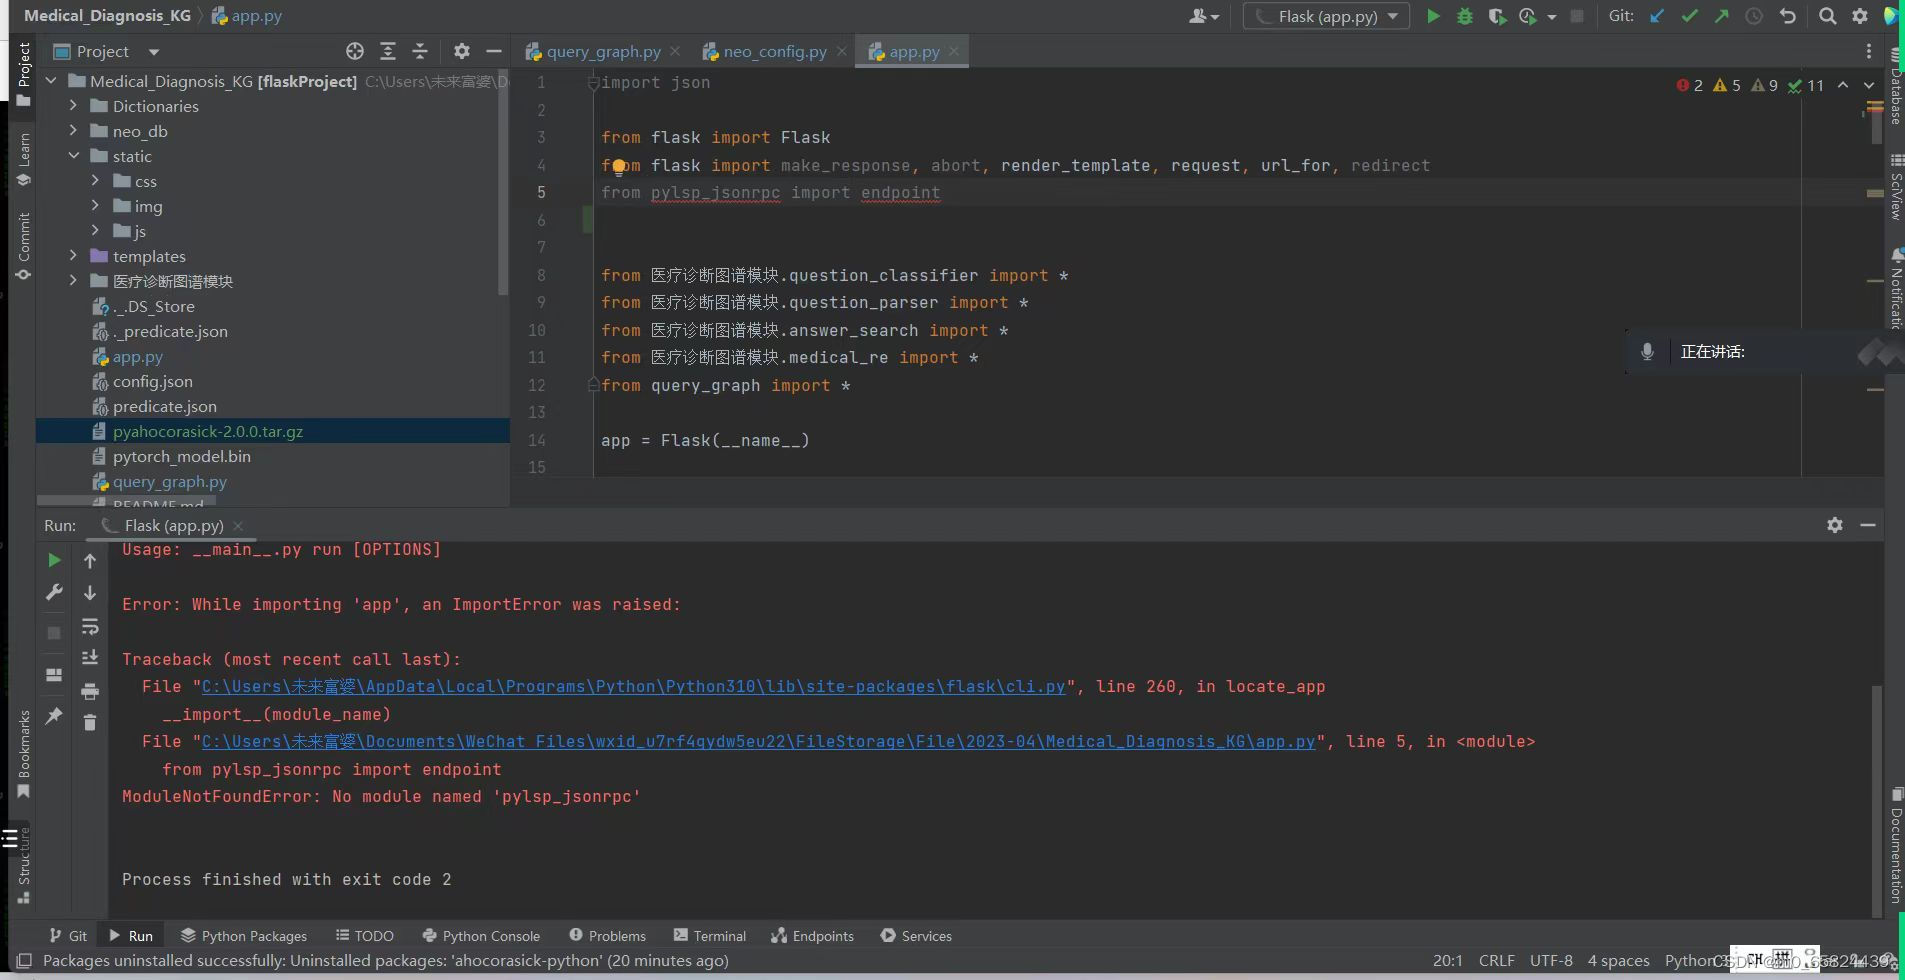 Medical_Diagnosis_KG 〉 app.py
Flask (app.py)
Git:
Project
query_graph.py
neo_config.py
app.py
Medical_Diagnosis_KG [flaskProject] C:\Users\未来富婆\D
Dictionaries
neo_db
static
css
img
js
templates
医疗诊断图谱模块
._.DS_Store
._predicate.json
app.py
config.json
predicate.json
pyahocorasick-2.0.0.tar.gz
pytorch_model.bin
query_graph.py
README.md
1 import json
2
3 from flask import Flask
4 from flask import make_response, abort, render_template, request, url_for, redirect
5 from pylsp_jsonrpc import endpoint
6
7
8 from 医疗诊断图谱模块.question_classifier import *
9 from 医疗诊断图谱模块.question_parser import *
10 from 医疗诊断图谱模块.answer_search import *
11 from 医疗诊断图谱模块.medical_re import *
12 from query_graph import *
13
14 app = Flask(__name__)
15
2 5 9 11
正在讲话:
Project
Learn
Commit
Bookmarks
Structure
Database
SciView
Notificatio
Documentation
Run: Flask (app.py)
Usage: __main__.py run [OPTIONS]
Error: While importing 'app', an ImportError was raised:
Traceback (most recent call last):
File "C:\Users\未来富婆\AppData\Local\Programs\Python\Python310\lib\site-packages\flask\cli.py", line 260, in locate_app
__import__(module_name)
File "C:\Users\未来富婆\Documents\WeChat Files\wxid_u7rf4qydw5eu22\FileStorage\File\2023-04\Medical_Diagnosis_KG\app.py", line 5, in <module>
from pylsp_jsonrpc import endpoint
ModuleNotFoundError: No module named 'pylsp_jsonrpc'
Process finished with exit code 2
Git Run Python Packages TODO Python Console Problems Terminal Endpoints Services
Packages uninstalled successfully: Uninstalled packages: 'ahocorasick-python' (20 minutes ago)
20:1 CRLF UTF-8 4 spaces Python